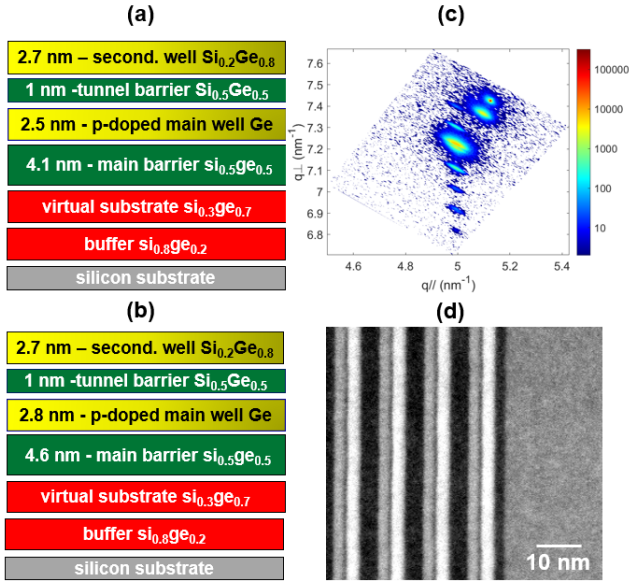 (a)
2.7 nm – second. well Si0.2Ge0.8
1 nm -tunnel barrier Si0.5Ge0.5
2.5 nm - p-doped main well Ge
4.1 nm - main barrier si0.5ge0.5
virtual substrate si0.3ge0.7
buffer si0.8ge0.2
silicon substrate
(b)
2.7 nm – second. well Si0.2Ge0.8
1 nm -tunnel barrier Si0.5Ge0.5
2.8 nm - p-doped main well Ge
4.6 nm - main barrier si0.5ge0.5
virtual substrate si0.3ge0.7
buffer si0.8ge0.2
silicon substrate
(c)
7.6
7.5
7.4
7.3
7.2
7.1
7
6.9
6.8
q⊥ (nm-1)
4.6
4.8
5
5.2
5.4
q// (nm-1)
100000
10000
1000
100
10
(d)
10 nm